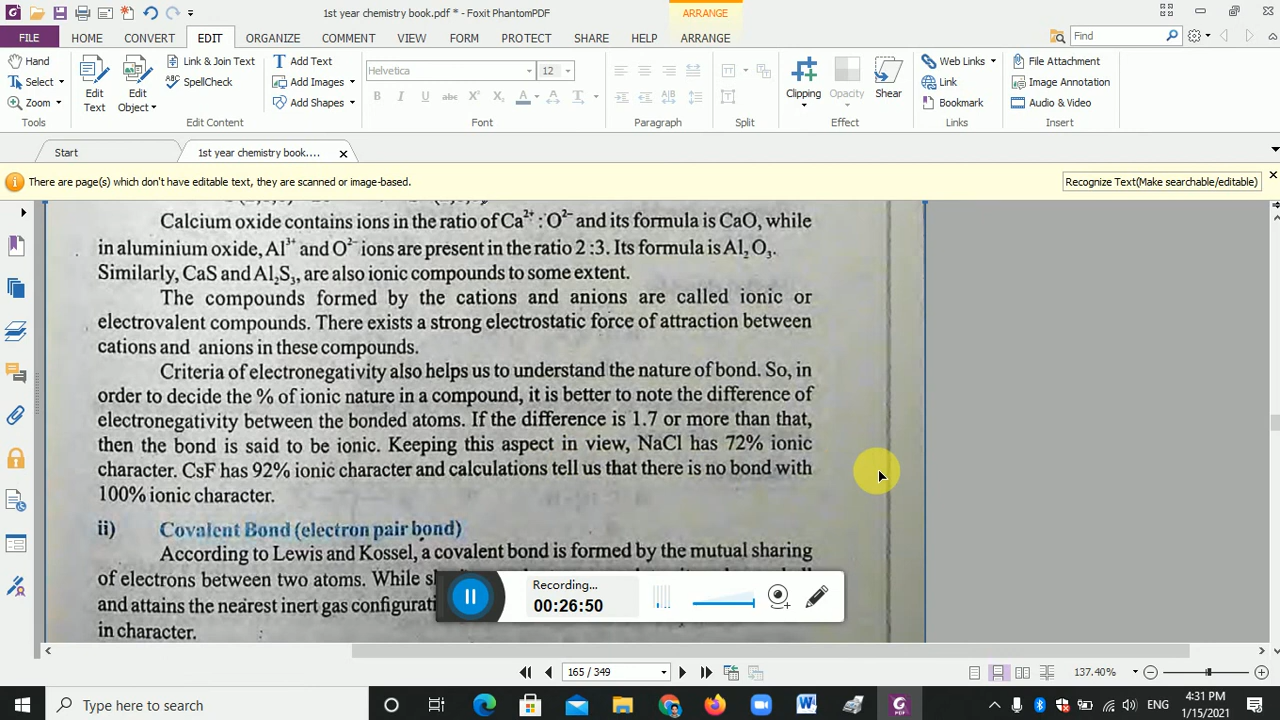 1st year chemistry book.pdf * - Foxit PhantomPDF
ARRANGE
FILE
HOME
CONVERT
EDIT
ORGANIZE
COMMENT
VIEW
FORM
PROTECT
SHARE
HELP
ARRANGE
Find
Hand
Select
Zoom
Tools
Edit Text
Edit Object
Link & Join Text
SpellCheck
Edit Content
Add Text
Add Images
Add Shapes
Helvetica
12
B I U abc X² X₂
Font
Paragraph
Split
Clipping
Opacity
Shear
Effect
Web Links
Link
Bookmark
Links
File Attachment
Image Annotation
Audio & Video
Insert
Start
1st year chemistry book....
There are page(s) which don't have editable text, they are scanned or image-based.
Recognize Text(Make searchable/editable)
Calcium oxide contains ions in the ratio of Ca²⁺ : O²⁻ and its formula is CaO, while
in aluminium oxide, Al³⁺ and O²⁻ ions are present in the ratio 2 :3. Its formula is Al₂O₃.
Similarly, CaS and Al₂S₃, are also ionic compounds to some extent.
The compounds formed by the cations and anions are called ionic or
electrovalent compounds. There exists a strong electrostatic force of attraction between
cations and anions in these compounds.
Criteria of electronegativity also helps us to understand the nature of bond. So, in
order to decide the % of ionic nature in a compound, it is better to note the difference of
electronegativity between the bonded atoms. If the difference is 1.7 or more than that,
then the bond is said to be ionic. Keeping this aspect in view, NaCl has 72% ionic
character. CsF has 92% ionic character and calculations tell us that there is no bond with
100% ionic character.
ii) Covalent Bond (electron pair bond)
According to Lewis and Kossel, a covalent bond is formed by the mutual sharing
of electrons between two atoms. While
and attains the nearest inert gas
in character.
Recording...
00:26:50
165 / 349
137.40%
Type here to search
ENG
4:31 PM
1/15/2021